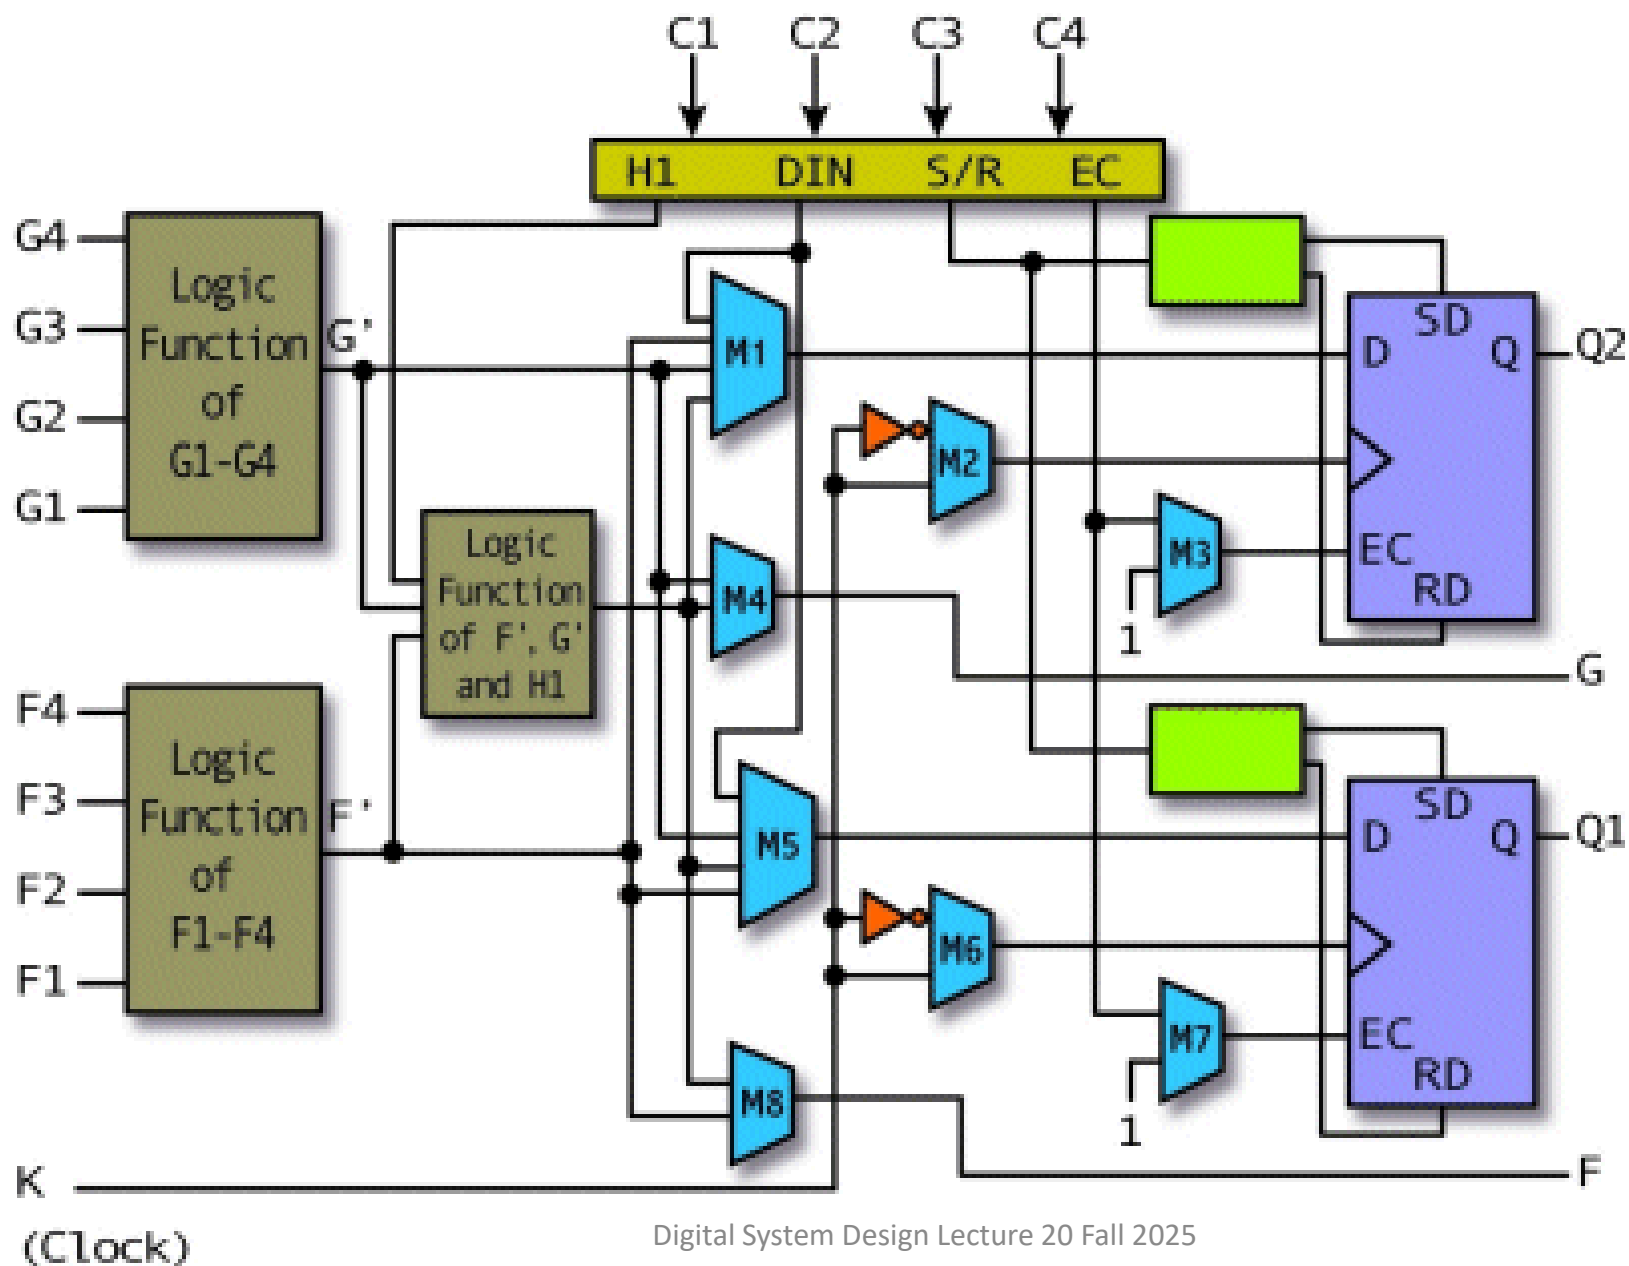 C1 C2 C3 C4
H1 DIN S/R EC
G4
G3
G2
G1
Logic
Function
of
G1-G4
G'
M1
SD
D Q
Q2
M2
M3
EC
RD
1
Logic
Function
of F', G'
and H1
M4
G
F4
F3
F2
F1
Logic
Function
of
F1-F4
F'
M5
SD
D Q
Q1
M6
M7
EC
RD
1
M8
F
K
(Clock)
Digital System Design Lecture 20 Fall 2025